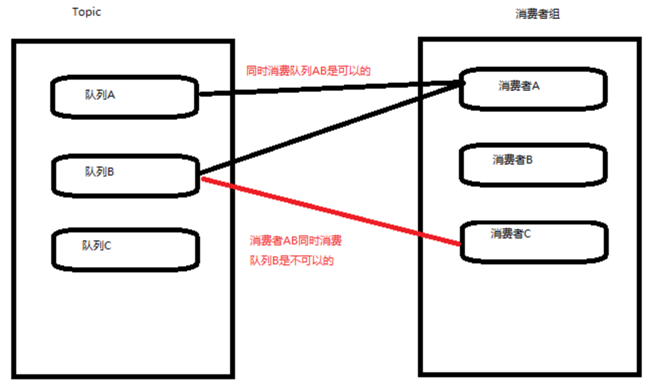 Topic
消费者组
同时消费队列AB是可以的
队列A
消费者A
队列B
消费者B
队列C
消费者C
消费者AB同时消费
队列B是不可以的